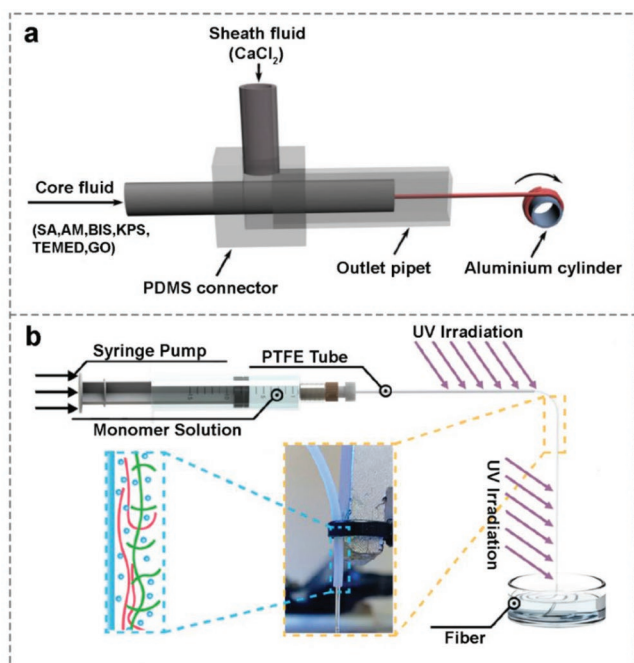 a
Sheath fluid
(CaCl₂)
Core fluid
(SA,AM,BIS,KPS,
TEMED,GO)
PDMS connector
Outlet pipet
Aluminium cylinder
b
Syringe Pump
PTFE Tube
UV Irradiation
Monomer Solution
UV Irradiation
Fiber